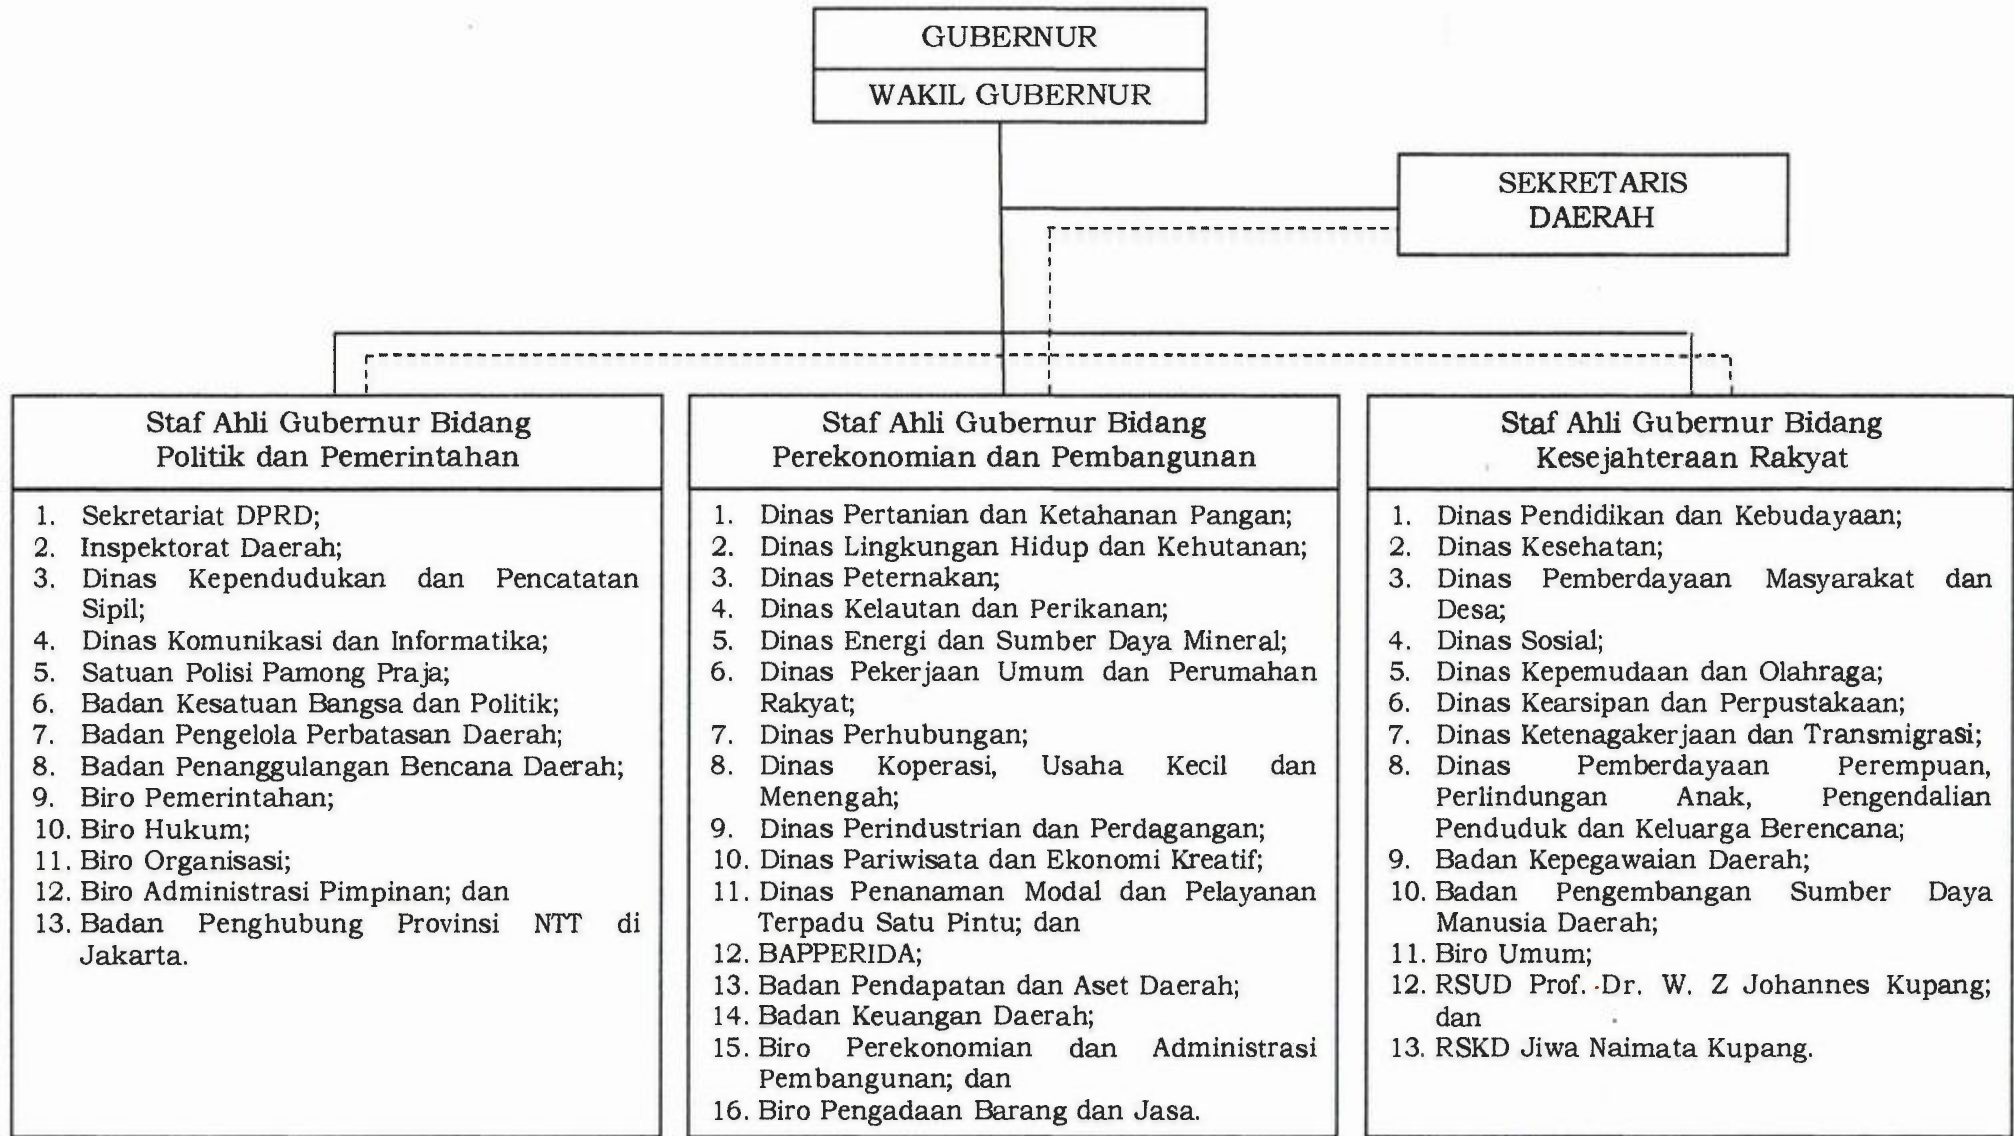 GUBERNUR
WAKIL GUBERNUR
SEKRETARIS
DAERAH
Staf Ahli Gubernur Bidang
Politik dan Pemerintahan
1. Sekretariat DPRD;
2. Inspektorat Daerah;
3. Dinas Kependudukan dan Pencatatan
Sipil;
4. Dinas Komunikasi dan Informatika;
5. Satuan Polisi Pamong Praja;
6. Badan Kesatuan Bangsa dan Politik;
7. Badan Pengelola Perbatasan Daerah;
8. Badan Penanggulangan Bencana Daerah;
9. Biro Pemerintahan;
10. Biro Hukum;
11. Biro Organisasi;
12. Biro Administrasi Pimpinan; dan
13. Badan Penghubung Provinsi NTT di
Jakarta.
Staf Ahli Gubernur Bidang
Perekonomian dan Pembangunan
1. Dinas Pertanian dan Ketahanan Pangan;
2. Dinas Lingkungan Hidup dan Kehutanan;
3. Dinas Peternakan;
4. Dinas Kelautan dan Perikanan;
5. Dinas Energi dan Sumber Daya Mineral;
6. Dinas Pekerjaan Umum dan Perumahan
Rakyat;
7. Dinas Perhubungan;
8. Dinas Koperasi, Usaha Kecil dan
Menengah;
9. Dinas Perindustrian dan Perdagangan;
10. Dinas Pariwisata dan Ekonomi Kreatif;
11. Dinas Penanaman Modal dan Pelayanan
Terpadu Satu Pintu; dan
12. BAPPERIDA;
13. Badan Pendapatan dan Aset Daerah;
14. Badan Keuangan Daerah;
15. Biro Perekonomian dan Administrasi
Pembangunan; dan
16. Biro Pengadaan Barang dan Jasa.
Staf Ahli Gubernur Bidang
Kesejahteraan Rakyat
1. Dinas Pendidikan dan Kebudayaan;
2. Dinas Kesehatan;
3. Dinas Pemberdayaan Masyarakat dan
Desa;
4. Dinas Sosial;
5. Dinas Kepemudaan dan Olahraga;
6. Dinas Kearsipan dan Perpustakaan;
7. Dinas Ketenagakerjaan dan Transmigrasi;
8. Dinas Pemberdayaan Perempuan,
Perlindungan Anak, Pengendalian
Penduduk dan Keluarga Berencana;
9. Badan Kepegawaian Daerah;
10. Badan Pengembangan Sumber Daya
Manusia Daerah;
11. Biro Umum;
12. RSUD Prof. Dr. W. Z Johannes Kupang;
dan
13. RSKD Jiwa Naimata Kupang.